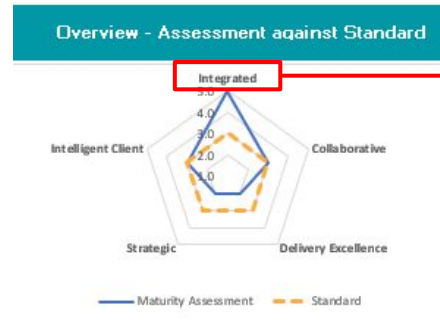 Overview - Assessment against Standard
Integrated
5.0
4.0
3.0
2.0
1.0
Intelligent Client
Collaborative
Strategic
Delivery Excellence
Maturity Assessment
Standard